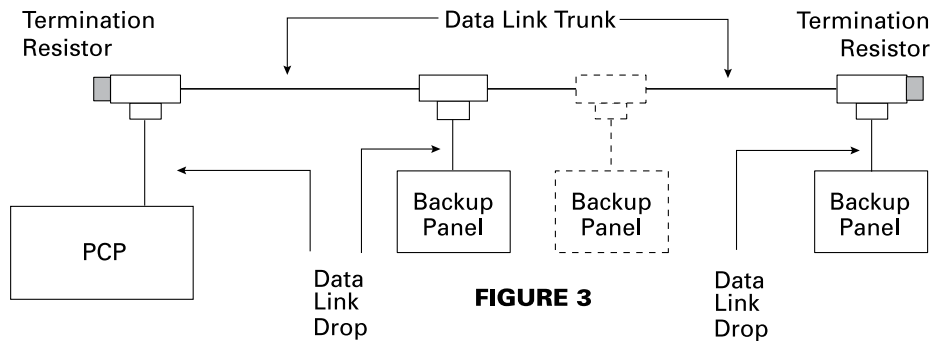 Termination
Resistor
Data Link Trunk
Termination
Resistor
PCP
Backup
Panel
Backup
Panel
Backup
Panel
Data
Link
Drop
FIGURE 3
Data
Link
Drop